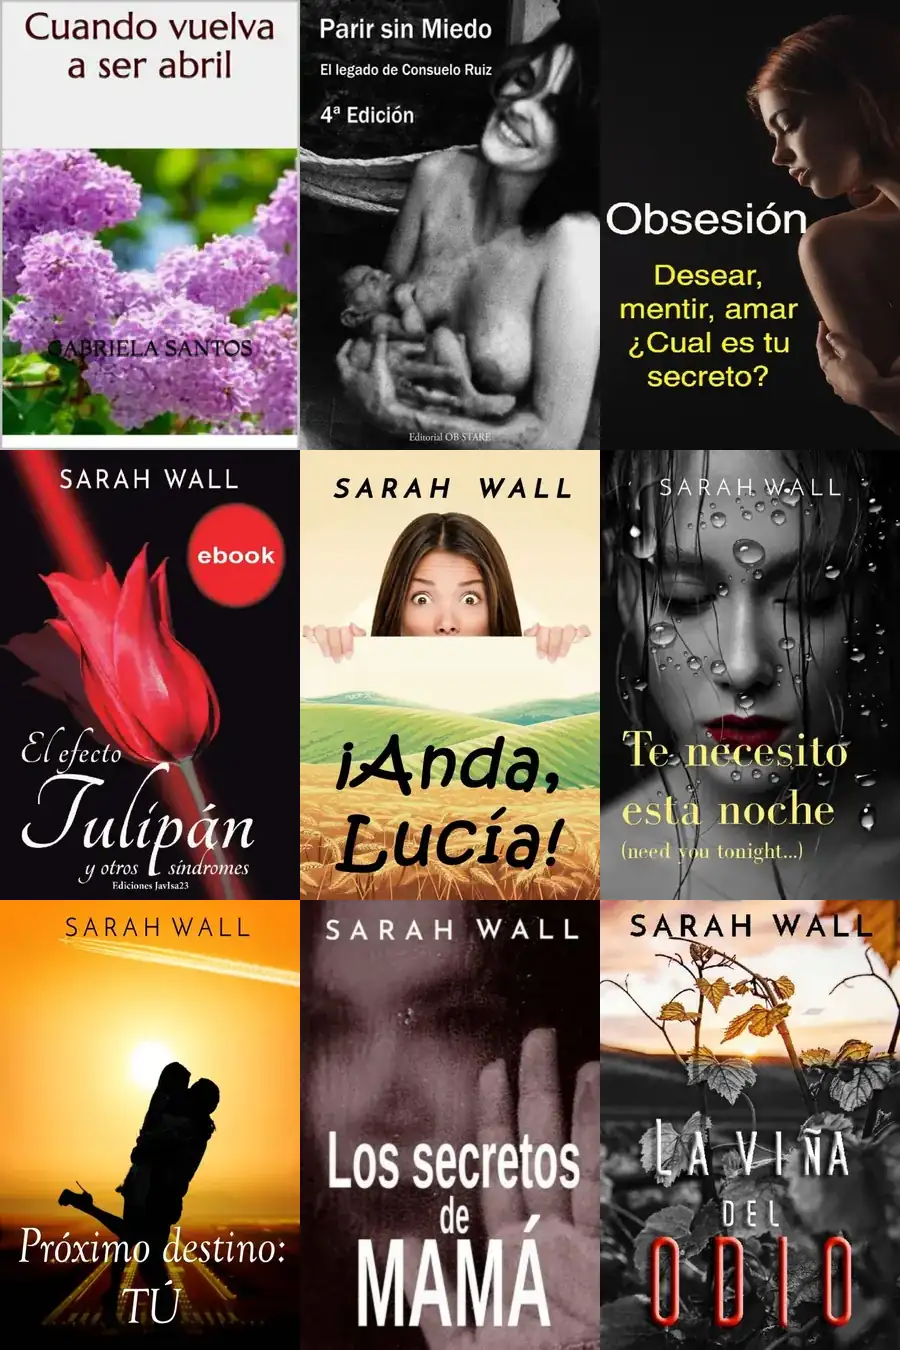 Cuando vuelva
a ser abril
GABRIELA SANTOS
Parir sin Miedo
El legado de Consuelo Ruiz
4ª Edición
Editorial OB STARE
Obsesión
Desear,
mentir, amar
¿Cual es tu
secreto?
SARAH WALL
ebook
El efecto
Tulipán
y otros síndromes
Ediciones JavIsa23
SARAH WALL
¡Anda,
Lucía!
SARAH WALL
Te necesito
esta noche
(need you tonight...)
SARAH WALL
Próximo destino:
TÚ
SARAH WALL
Los secretos
de
MAMÁ
SARAH WALL
LA VIÑA
DEL
ODIO